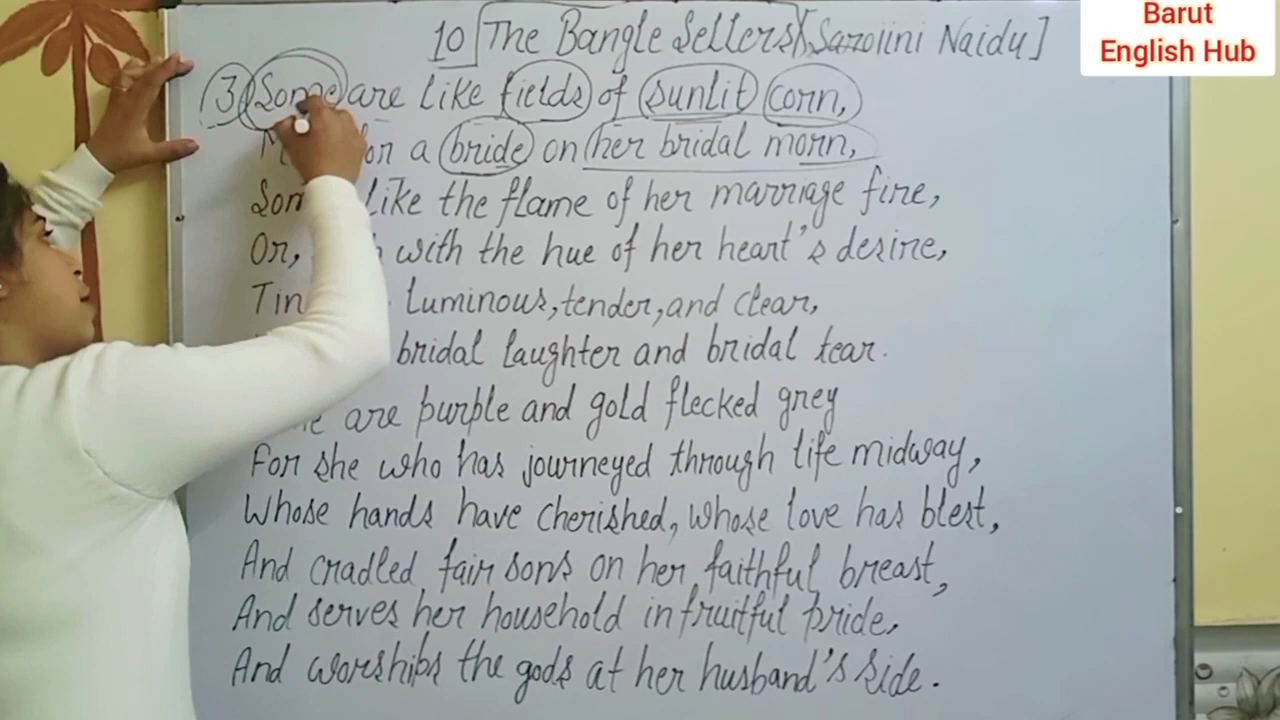 Barut
English Hub
10 [The Bangle Sellers] [Sarojini Naidu]
3) Some are like fields of sunlit corn,
for a bride on her bridal morn,
like the flame of her marriage fire,
Or, with the hue of her heart's desire,
luminous, tender, and clear,
bridal laughter and bridal tear.
are purple and gold flecked grey
For she who has journeyed through life midway,
Whose hands have cherished, whose love has blest,
And cradled fair sons on her faithful breast,
And serves her household in fruitful pride,
And worships the gods at her husband's side.